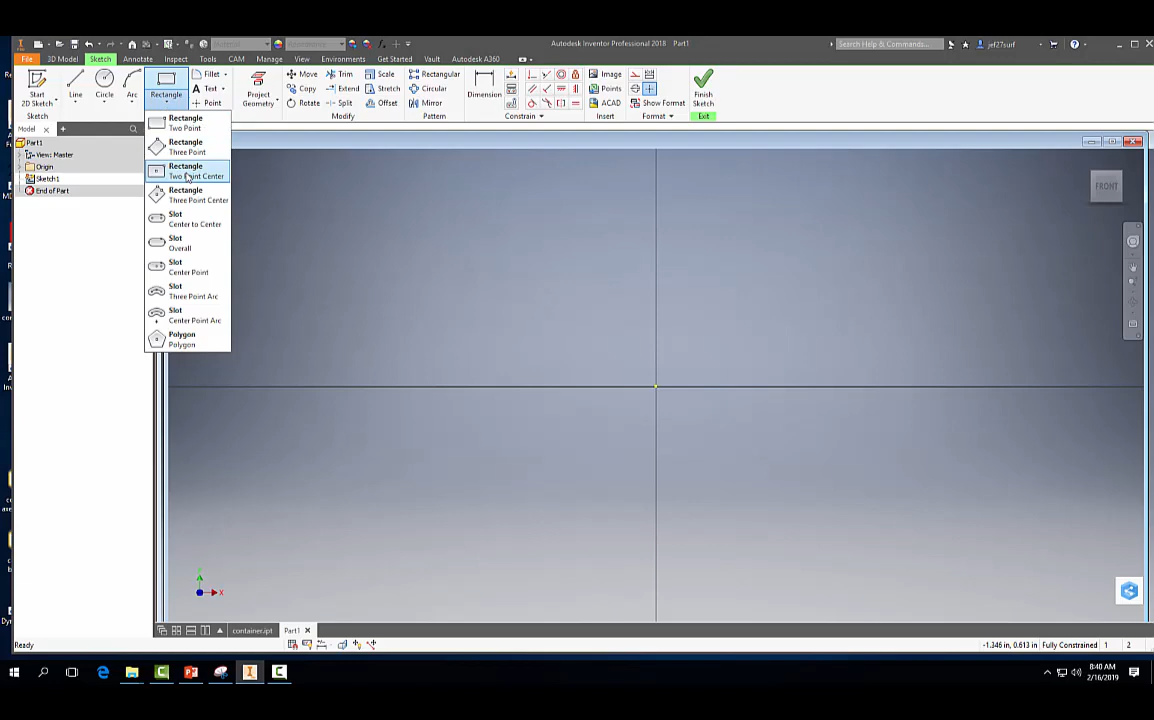 Autodesk Inventor Professional 2018 Part1
Search Help & Commands...
jef27surf
File 3D Model Sketch Annotate Inspect Tools CAM Manage View Environments Get Started Vault Autodesk A360
Start
2D Sketch
Line
Circle
Arc
Rectangle
Fillet
Text
Point
Project
Geometry
Move Trim Scale
Copy Extend Stretch
Rotate Split Offset
Rectangular
Circular
Mirror
Dimension
Image
Points
ACAD
Show Format
Finish
Sketch
Sketch
Modify
Pattern
Constrain
Insert
Format
Exit
Model
Part1
View: Master
Origin
Sketch1
End of Part
Rectangle
Two Point
Rectangle
Three Point
Rectangle
Two Point Center
Rectangle
Three Point Center
Slot
Center to Center
Slot
Overall
Slot
Center Point
Slot
Three Point Arc
Slot
Center Point Arc
Polygon
Polygon
FRONT
X
container.ipt
Part1
Ready
-1.346 in, 0.613 in Fully Constrained 1 2
8:40 AM
2/16/2019